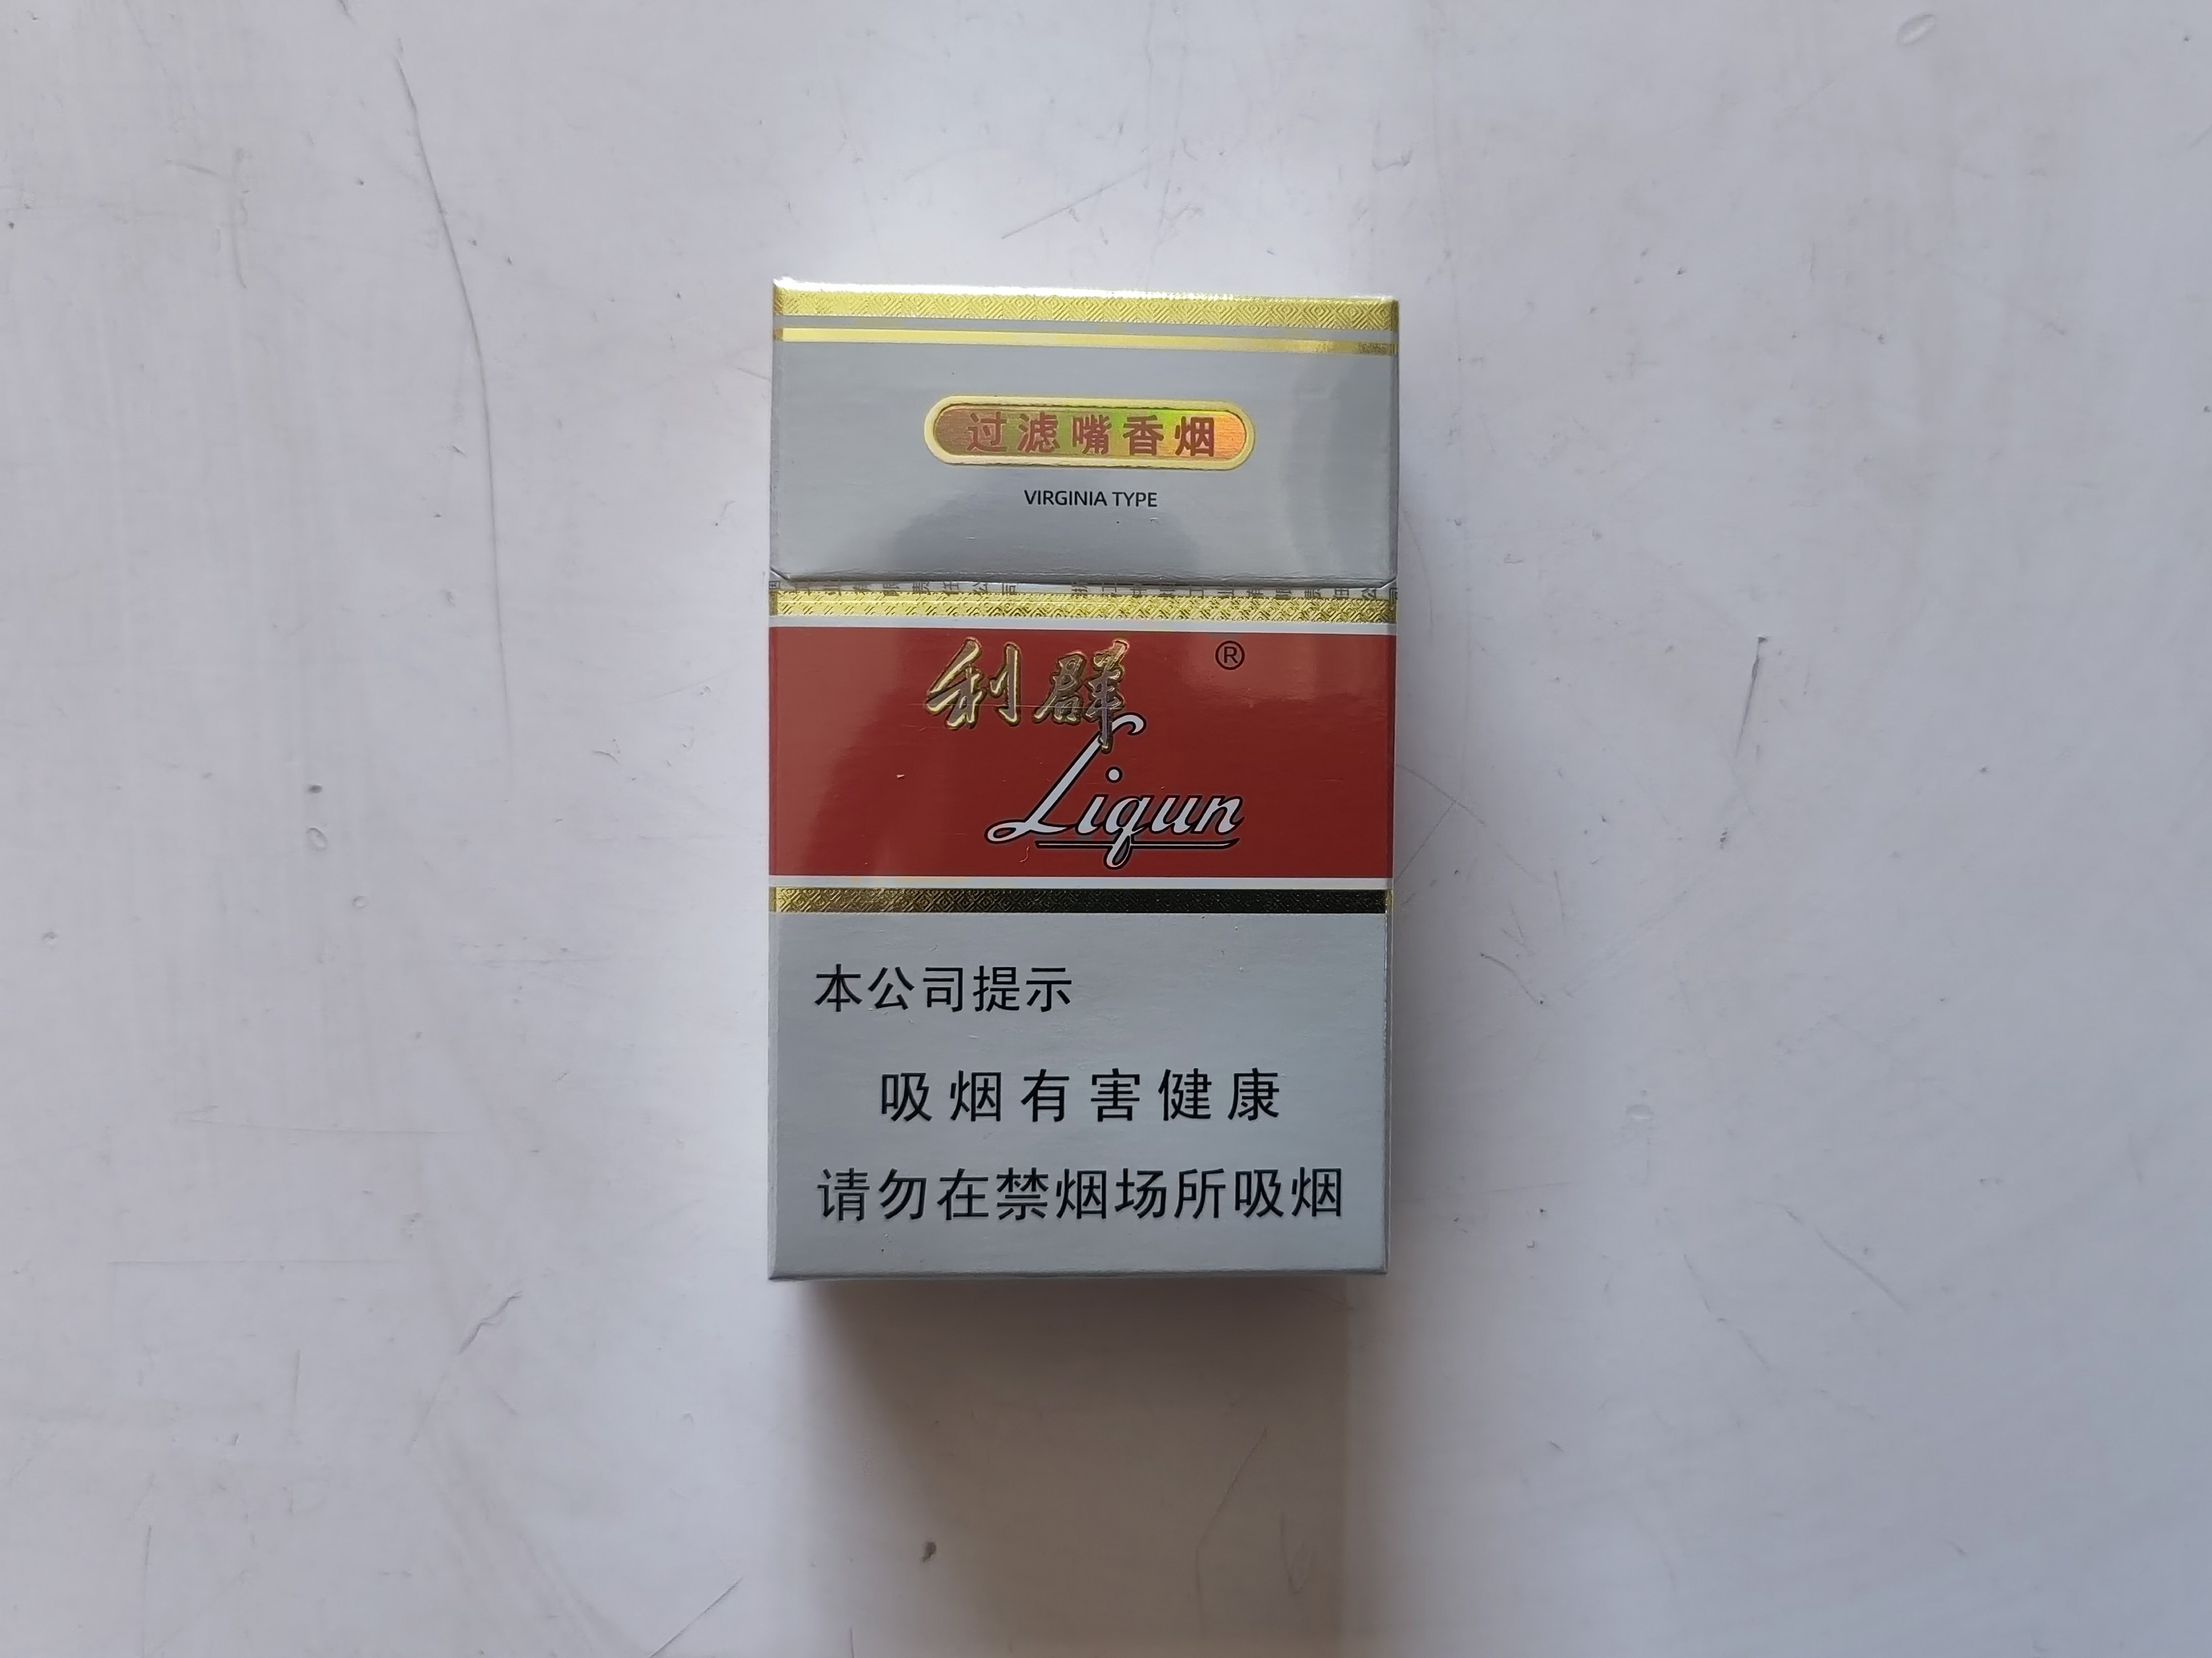 过滤嘴香烟
VIRGINIA TYPE
利群
®
Liqun
本公司提示
吸烟有害健康
请勿在禁烟场所吸烟